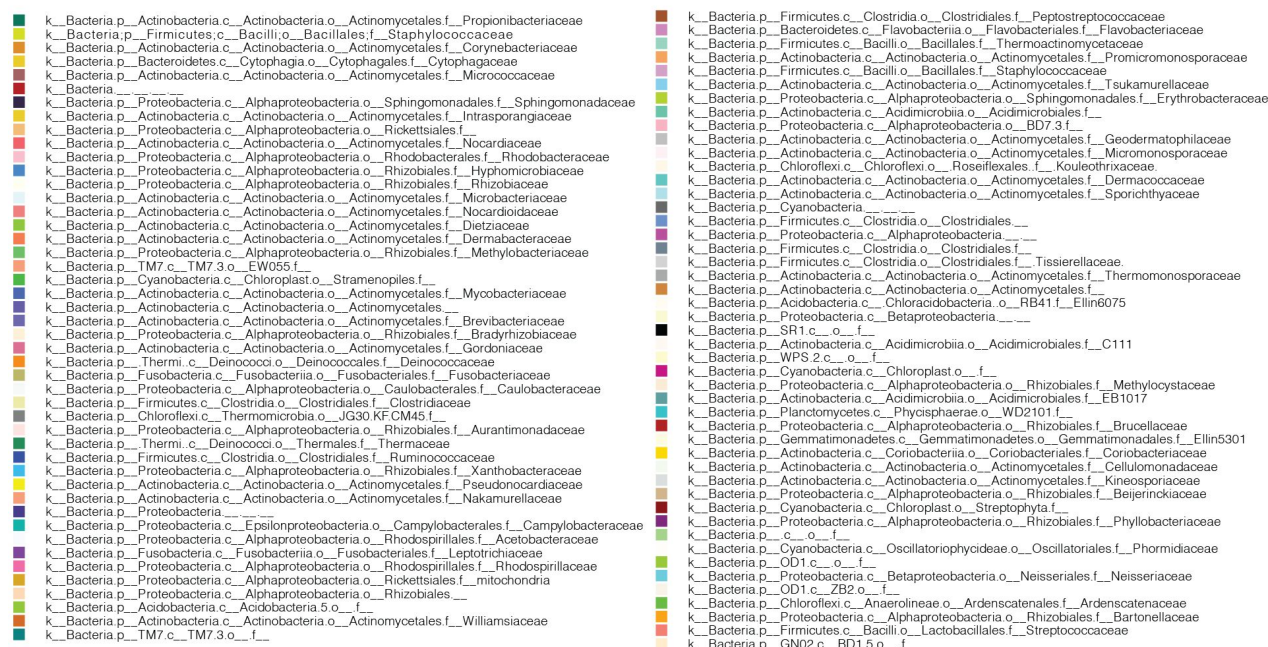 k__Bacteria.p__Actinobacteria.c__Actinobacteria.o__Actinomycetales.f__Propionibacteriaceae
k__Bacteria;p__Firmicutes;c__Bacilli;o__Bacillales;f__Staphylococcaceae
k__Bacteria.p__Actinobacteria.c__Actinobacteria.o__Actinomycetales.f__Corynebacteriaceae
k__Bacteria.p__Bacteroidetes.c__Cytophagia.o__Cytophagales.f__Cytophagaceae
k__Bacteria.p__Actinobacteria.c__Actinobacteria.o__Actinomycetales.f__Micrococcaceae
k__Bacteria.__.__.__.__
k__Bacteria.p__Proteobacteria.c__Alphaproteobacteria.o__Sphingomonadales.f__Sphingomonadaceae
k__Bacteria.p__Actinobacteria.c__Actinobacteria.o__Actinomycetales.f__Intrasporangiaceae
k__Bacteria.p__Proteobacteria.c__Alphaproteobacteria.o__Rickettsiales.f__
k__Bacteria.p__Actinobacteria.c__Actinobacteria.o__Actinomycetales.f__Nocardiaceae
k__Bacteria.p__Proteobacteria.c__Alphaproteobacteria.o__Rhodobacterales.f__Rhodobacteraceae
k__Bacteria.p__Proteobacteria.c__Alphaproteobacteria.o__Rhizobiales.f__Hyphomicrobiaceae
k__Bacteria.p__Proteobacteria.c__Alphaproteobacteria.o__Rhizobiales.f__Rhizobiaceae
k__Bacteria.p__Actinobacteria.c__Actinobacteria.o__Actinomycetales.f__Microbacteriaceae
k__Bacteria.p__Actinobacteria.c__Actinobacteria.o__Actinomycetales.f__Nocardioidaceae
k__Bacteria.p__Actinobacteria.c__Actinobacteria.o__Actinomycetales.f__Dietziaceae
k__Bacteria.p__Actinobacteria.c__Actinobacteria.o__Actinomycetales.f__Dermabacteraceae
k__Bacteria.p__Proteobacteria.c__Alphaproteobacteria.o__Rhizobiales.f__Methylobacteriaceae
k__Bacteria.p__TM7.c__TM7.3.o__EW055.f__
k__Bacteria.p__Cyanobacteria.c__Chloroplast.o__Stramenopiles.f__
k__Bacteria.p__Actinobacteria.c__Actinobacteria.o__Actinomycetales.f__Mycobacteriaceae
k__Bacteria.p__Actinobacteria.c__Actinobacteria.o__Actinomycetales.__
k__Bacteria.p__Actinobacteria.c__Actinobacteria.o__Actinomycetales.f__Brevibacteriaceae
k__Bacteria.p__Proteobacteria.c__Alphaproteobacteria.o__Rhizobiales.f__Bradyrhizobiaceae
k__Bacteria.p__Actinobacteria.c__Actinobacteria.o__Actinomycetales.f__Gordoniaceae
k__Bacteria.p__.Thermi..c__Deinococci.o__Deinococcales.f__Deinococcaceae
k__Bacteria.p__Fusobacteria.c__Fusobacteriia.o__Fusobacteriales.f__Fusobacteriaceae
k__Bacteria.p__Proteobacteria.c__Alphaproteobacteria.o__Caulobacterales.f__Caulobacteraceae
k__Bacteria.p__Firmicutes.c__Clostridia.o__Clostridiales.f__Clostridiaceae
k__Bacteria.p__Chloroflexi.c__Thermomicrobia.o__JG30.KF.CM45.f__
k__Bacteria.p__Proteobacteria.c__Alphaproteobacteria.o__Rhizobiales.f__Aurantimonadaceae
k__Bacteria.p__.Thermi..c__Deinococci.o__Thermales.f__Thermaceae
k__Bacteria.p__Firmicutes.c__Clostridia.o__Clostridiales.f__Ruminococcaceae
k__Bacteria.p__Proteobacteria.c__Alphaproteobacteria.o__Rhizobiales.f__Xanthobacteraceae
k__Bacteria.p__Actinobacteria.c__Actinobacteria.o__Actinomycetales.f__Pseudonocardiaceae
k__Bacteria.p__Actinobacteria.c__Actinobacteria.o__Actinomycetales.f__Nakamurellaceae
k__Bacteria.p__Proteobacteria.__.__.__
k__Bacteria.p__Proteobacteria.c__Epsilonproteobacteria.o__Campylobacterales.f__Campylobacteraceae
k__Bacteria.p__Proteobacteria.c__Alphaproteobacteria.o__Rhodospirillales.f__Acetobacteraceae
k__Bacteria.p__Fusobacteria.c__Fusobacteriia.o__Fusobacteriales.f__Leptotrichiaceae
k__Bacteria.p__Proteobacteria.c__Alphaproteobacteria.o__Rhodospirillales.f__Rhodospirillaceae
k__Bacteria.p__Proteobacteria.c__Alphaproteobacteria.o__Rickettsiales.f__mitochondria
k__Bacteria.p__Proteobacteria.c__Alphaproteobacteria.o__Rhizobiales.__
k__Bacteria.p__Acidobacteria.c__Acidobacteria.5.o__.f__
k__Bacteria.p__Actinobacteria.c__Actinobacteria.o__Actinomycetales.f__Williamsiaceae
k__Bacteria.p__TM7.c__TM7.3.o__.f__
k__Bacteria.p__Firmicutes.c__Clostridia.o__Clostridiales.f__Peptostreptococcaceae
k__Bacteria.p__Bacteroidetes.c__Flavobacteriia.o__Flavobacteriales.f__Flavobacteriaceae
k__Bacteria.p__Firmicutes.c__Bacilli.o__Bacillales.f__Thermoactinomycetaceae
k__Bacteria.p__Actinobacteria.c__Actinobacteria.o__Actinomycetales.f__Promicromonosporaceae
k__Bacteria.p__Firmicutes.c__Bacilli.o__Bacillales.f__Staphylococcaceae
k__Bacteria.p__Actinobacteria.c__Actinobacteria.o__Actinomycetales.f__Tsukamurellaceae
k__Bacteria.p__Proteobacteria.c__Alphaproteobacteria.o__Sphingomonadales.f__Erythrobacteraceae
k__Bacteria.p__Actinobacteria.c__Acidimicrobiia.o__Acidimicrobiales.f__
k__Bacteria.p__Proteobacteria.c__Alphaproteobacteria.o__BD7.3.f__
k__Bacteria.p__Actinobacteria.c__Actinobacteria.o__Actinomycetales.f__Geodermatophilaceae
k__Bacteria.p__Actinobacteria.c__Actinobacteria.o__Actinomycetales.f__Micromonosporaceae
k__Bacteria.p__Chloroflexi.c__Chloroflexi.o__.Roseiflexales..f__.Kouleothrixaceae.
k__Bacteria.p__Actinobacteria.c__Actinobacteria.o__Actinomycetales.f__Dermacoccaceae
k__Bacteria.p__Actinobacteria.c__Actinobacteria.o__Actinomycetales.f__Sporichthyaceae
k__Bacteria.p__Cyanobacteria.__.__.__
k__Bacteria.p__Firmicutes.c__Clostridia.o__Clostridiales.__
k__Bacteria.p__Proteobacteria.c__Alphaproteobacteria.__.__
k__Bacteria.p__Firmicutes.c__Clostridia.o__Clostridiales.f__
k__Bacteria.p__Firmicutes.c__Clostridia.o__Clostridiales.f__.Tissierellaceae.
k__Bacteria.p__Actinobacteria.c__Actinobacteria.o__Actinomycetales.f__Thermomonosporaceae
k__Bacteria.p__Actinobacteria.c__Actinobacteria.o__Actinomycetales.f__
k__Bacteria.p__Acidobacteria.c__.Chloracidobacteria..o__RB41.f__Ellin6075
k__Bacteria.p__Proteobacteria.c__Betaproteobacteria.__.__
k__Bacteria.p__SR1.c__.o__.f__
k__Bacteria.p__Actinobacteria.c__Acidimicrobiia.o__Acidimicrobiales.f__C111
k__Bacteria.p__WPS.2.c__.o__.f__
k__Bacteria.p__Cyanobacteria.c__Chloroplast.o__.f__
k__Bacteria.p__Proteobacteria.c__Alphaproteobacteria.o__Rhizobiales.f__Methylocystaceae
k__Bacteria.p__Actinobacteria.c__Acidimicrobiia.o__Acidimicrobiales.f__EB1017
k__Bacteria.p__Planctomycetes.c__Phycisphaerae.o__WD2101.f__
k__Bacteria.p__Proteobacteria.c__Alphaproteobacteria.o__Rhizobiales.f__Brucellaceae
k__Bacteria.p__Gemmatimonadetes.c__Gemmatimonadetes.o__Gemmatimonadales.f__Ellin5301
k__Bacteria.p__Actinobacteria.c__Coriobacteriia.o__Coriobacteriales.f__Coriobacteriaceae
k__Bacteria.p__Actinobacteria.c__Actinobacteria.o__Actinomycetales.f__Cellulomonadaceae
k__Bacteria.p__Actinobacteria.c__Actinobacteria.o__Actinomycetales.f__Kineosporiaceae
k__Bacteria.p__Proteobacteria.c__Alphaproteobacteria.o__Rhizobiales.f__Beijerinckiaceae
k__Bacteria.p__Cyanobacteria.c__Chloroplast.o__Streptophyta.f__
k__Bacteria.p__Proteobacteria.c__Alphaproteobacteria.o__Rhizobiales.f__Phyllobacteriaceae
k__Bacteria.p__.c__.o__.f__
k__Bacteria.p__Cyanobacteria.c__Oscillatoriophycideae.o__Oscillatoriales.f__Phormidiaceae
k__Bacteria.p__OD1.c__.o__.f__
k__Bacteria.p__Proteobacteria.c__Betaproteobacteria.o__Neisseriales.f__Neisseriaceae
k__Bacteria.p__OD1.c__ZB2.o__.f__
k__Bacteria.p__Chloroflexi.c__Anaerolineae.o__Ardenscatenales.f__Ardenscatenaceae
k__Bacteria.p__Proteobacteria.c__Alphaproteobacteria.o__Rhizobiales.f__Bartonellaceae
k__Bacteria.p__Firmicutes.c__Bacilli.o__Lactobacillales.f__Streptococcaceae
k__Bacteria.p__GN02.c__BD1.5.o__.f__